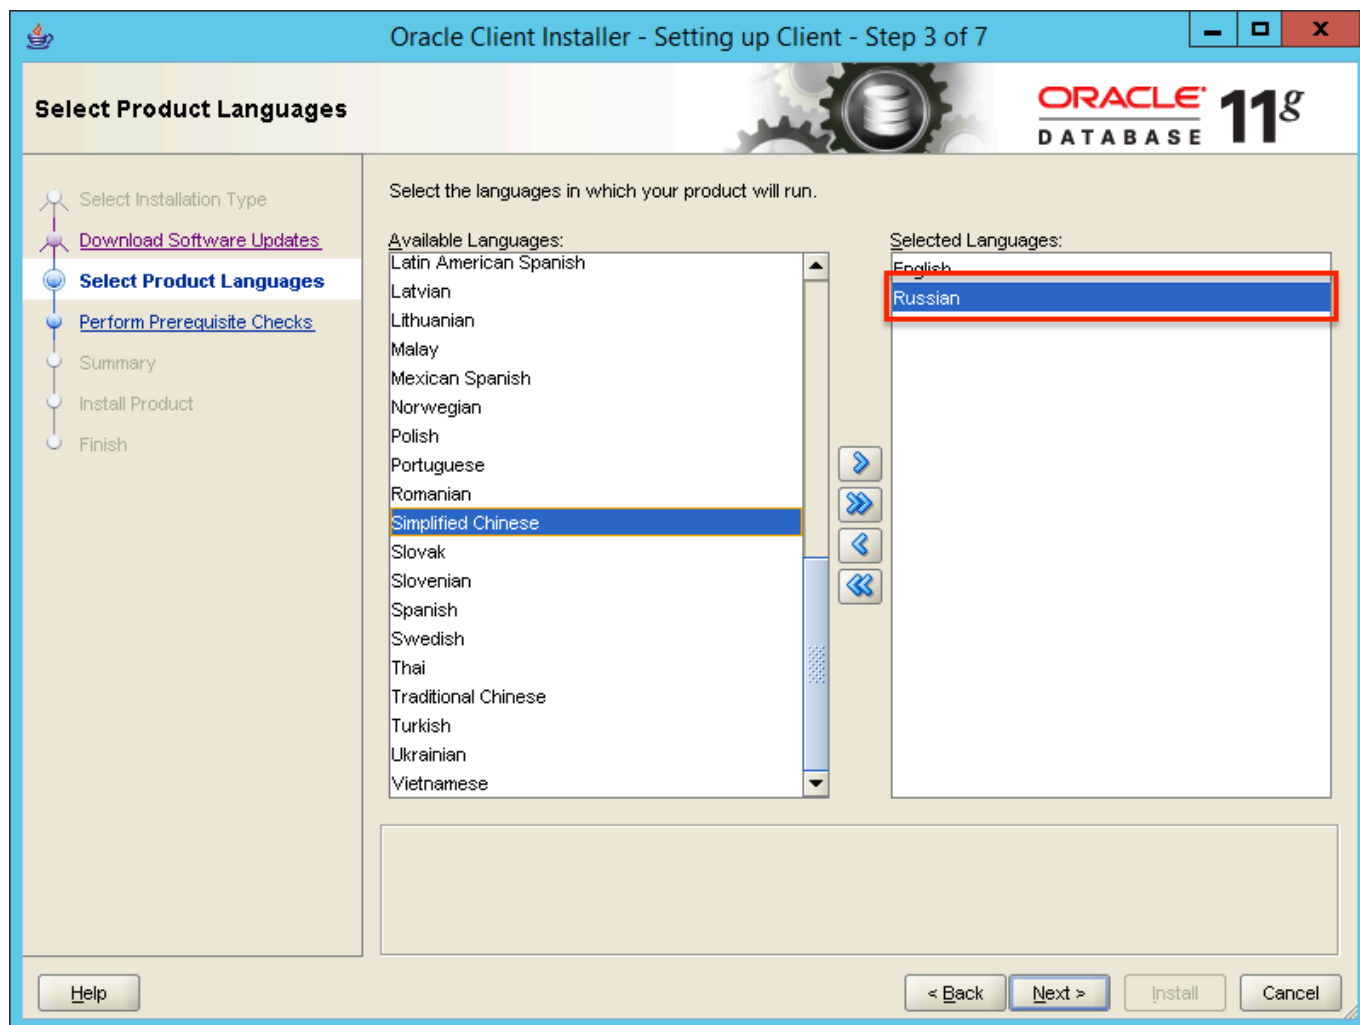 Oracle Client Installer - Setting up Client - Step 3 of 7
Select Product Languages
ORACLE
DATABASE
11g
Select Installation Type
Download Software Updates
Select Product Languages
Perform Prerequisite Checks
Summary
Install Product
Finish
Select the languages in which your product will run.
Available Languages:
Latin American Spanish
Latvian
Lithuanian
Malay
Mexican Spanish
Norwegian
Polish
Portuguese
Romanian
Simplified Chinese
Slovak
Slovenian
Spanish
Swedish
Thai
Traditional Chinese
Turkish
Ukrainian
Vietnamese
Selected Languages:
English
Russian
Help
< Back
Next >
Install
Cancel